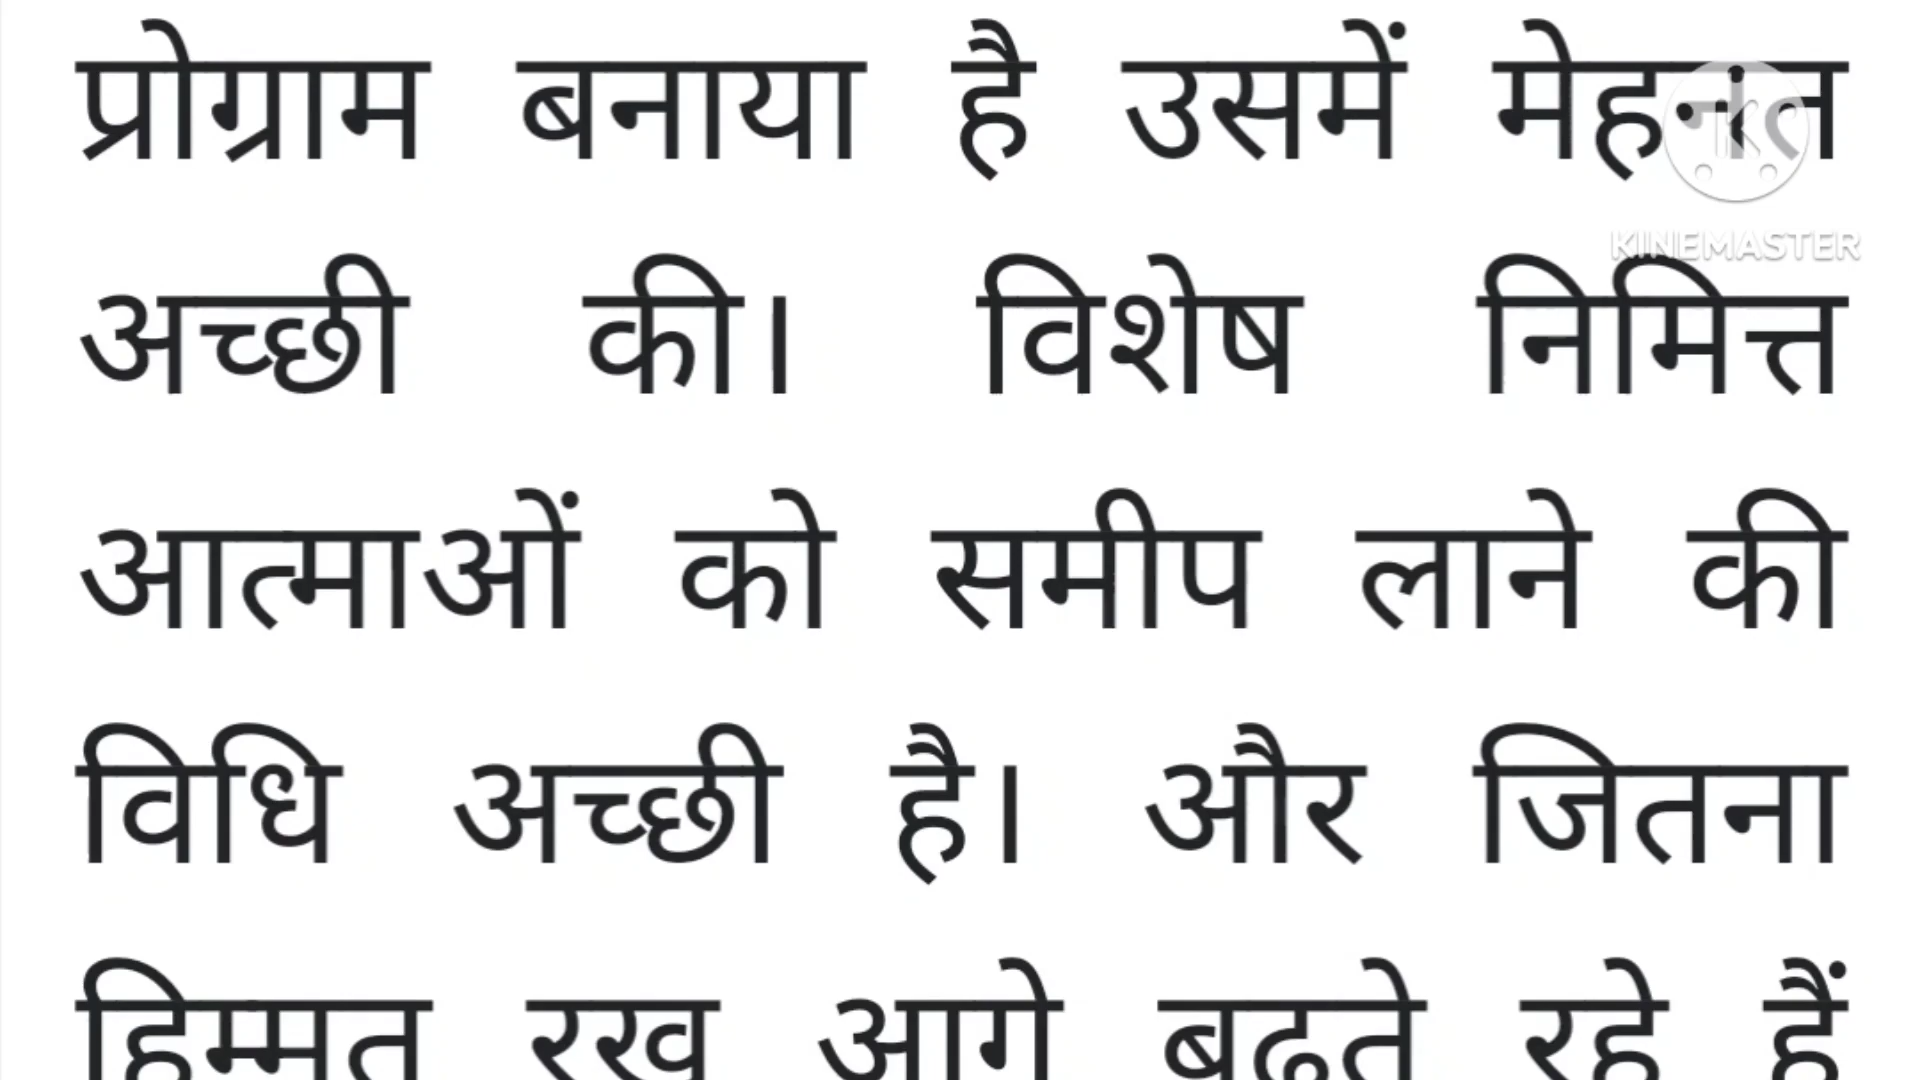 प्रोग्राम बनाया है उसमें मेहनत
KINEMASTER
अच्छी की। विशेष निमित्त
आत्माओं को समीप लाने की
विधि अच्छी है। और जितना
हिम्मत रख आगे बढ़ते रहे हैं